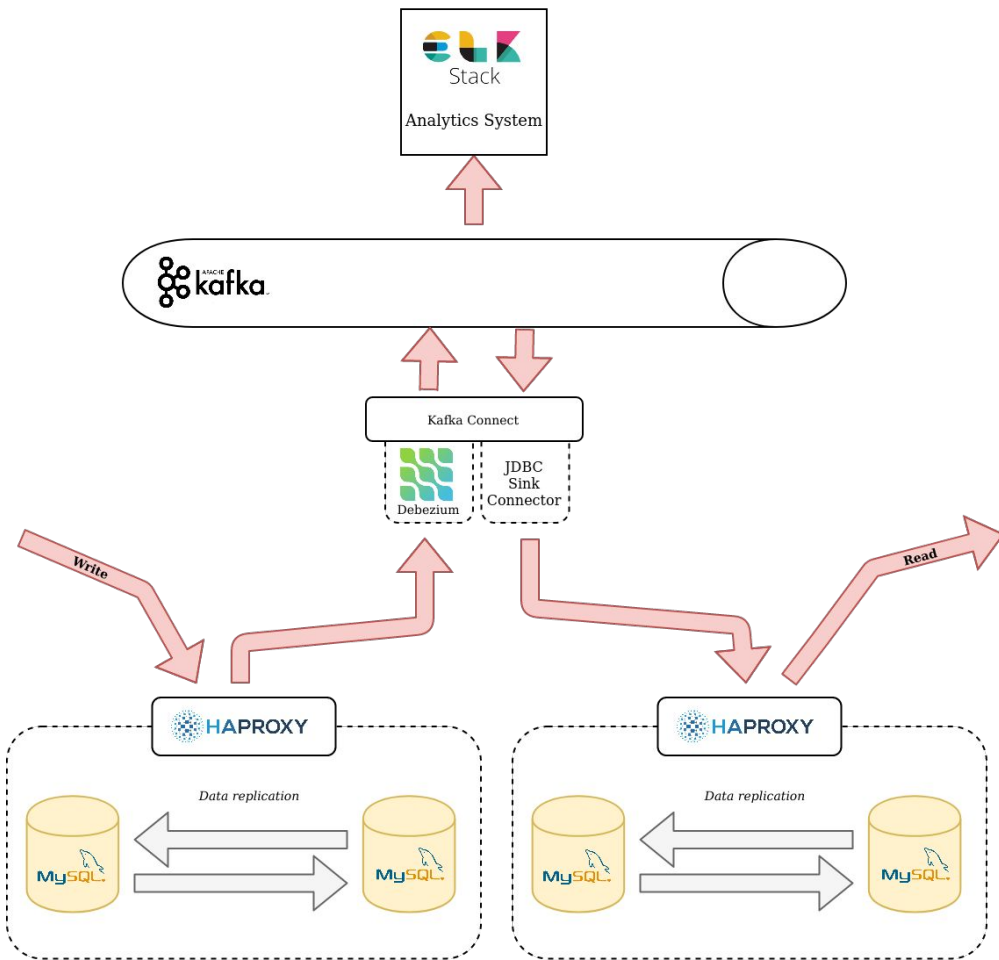 ELK
Stack
Analytics System
APACHE
kafka
Kafka Connect
Debezium
JDBC
Sink
Connector
Write
Read
HAPROXY
HAPROXY
Data replication
Data replication
MySQL
MySQL
MySQL
MySQL